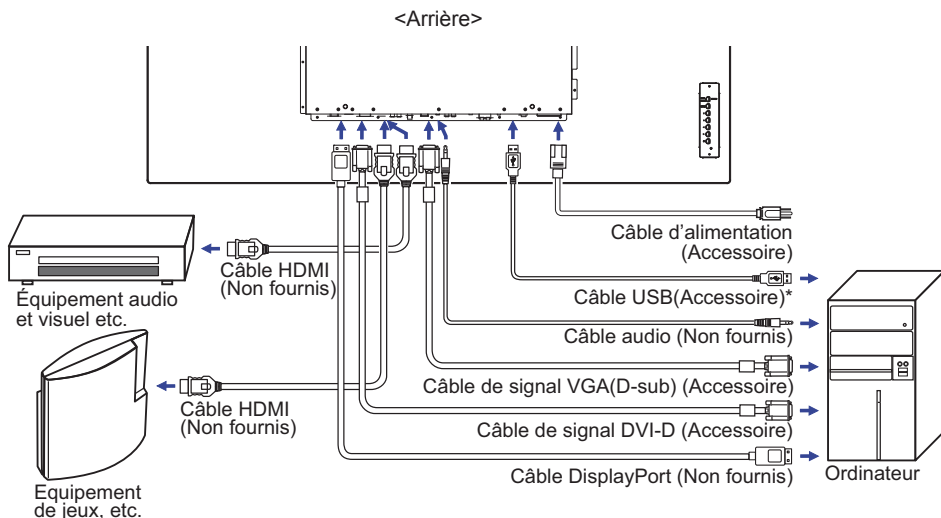 <Arrière>
Câble d'alimentation
(Accessoire)
Câble HDMI
(Non fournis)
Équipement audio
et visuel etc.
Câble USB(Accessoire)*
Câble audio (Non fournis)
Câble de signal VGA(D-sub) (Accessoire)
Câble HDMI
(Non fournis)
Câble de signal DVI-D (Accessoire)
Câble DisplayPort (Non fournis)
Ordinateur
Equipement
de jeux, etc.